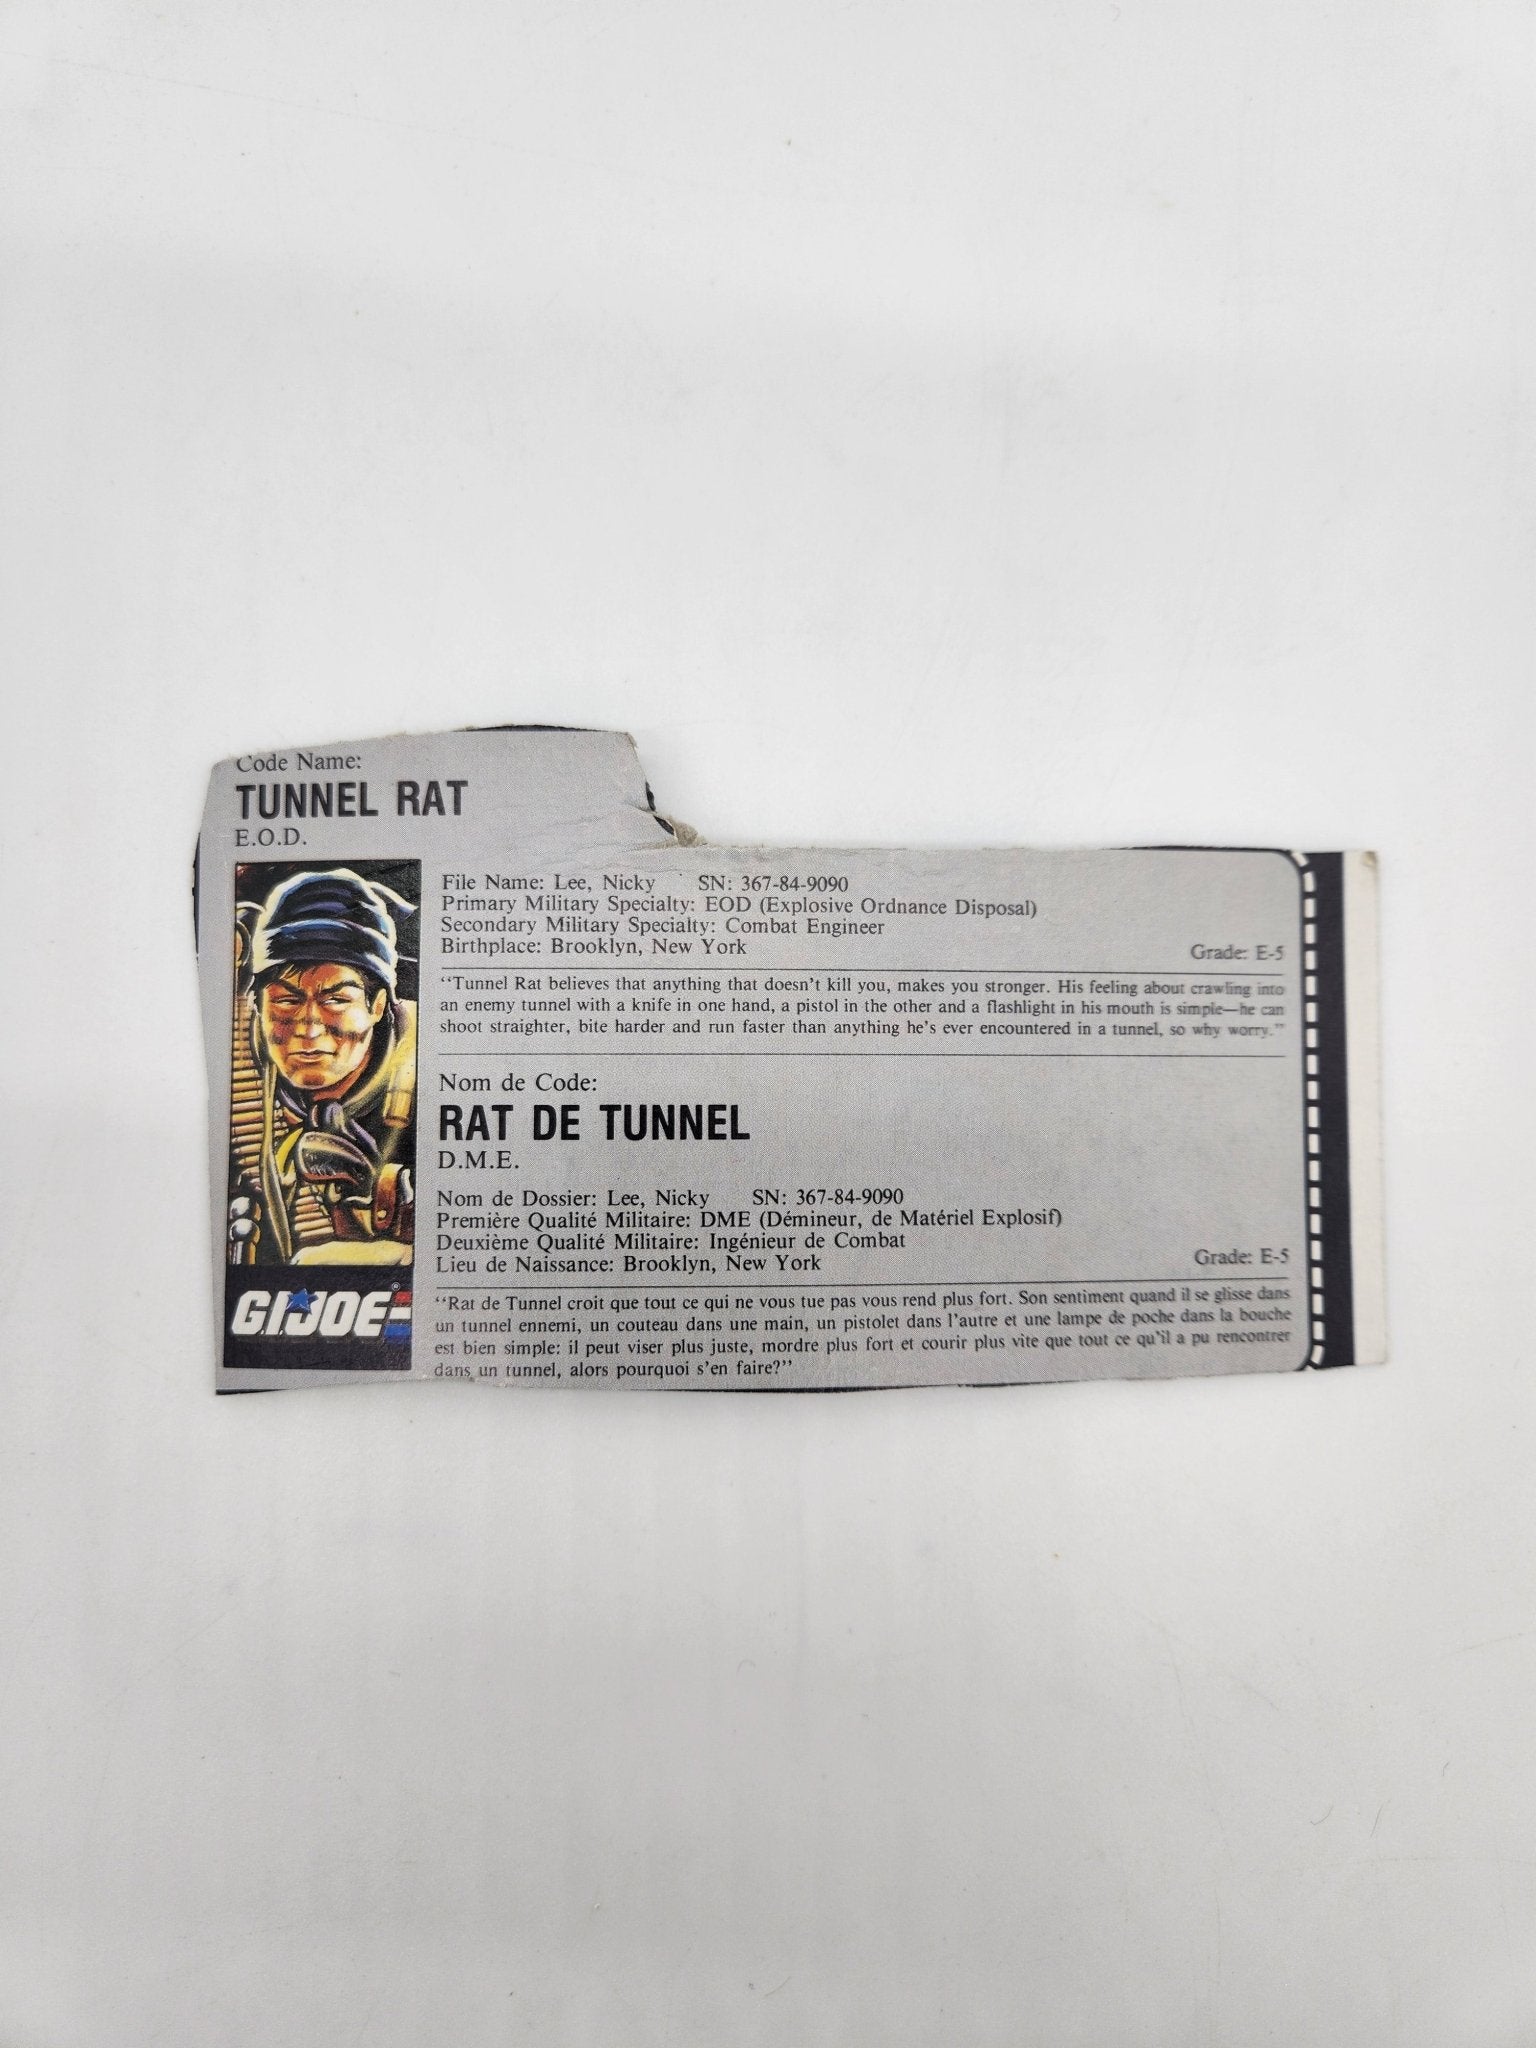 Code Name:
TUNNEL RAT
E.O.D.
File Name: Lee, Nicky SN: 367-84-9090
Primary Military Specialty: EOD (Explosive Ordnance Disposal)
Secondary Military Specialty: Combat Engineer
Birthplace: Brooklyn, New York Grade: E-5
"Tunnel Rat believes that anything that doesn't kill you, makes you stronger. His feeling about crawling into
an enemy tunnel with a knife in one hand, a pistol in the other and a flashlight in his mouth is simple—he can
shoot straighter, bite harder and run faster than anything he's ever encountered in a tunnel, so why worry."
Nom de Code:
RAT DE TUNNEL
D.M.E.
Nom de Dossier: Lee, Nicky SN: 367-84-9090
Première Qualité Militaire: DME (Démineur, de Matériel Explosif)
Deuxième Qualité Militaire: Ingénieur de Combat
Lieu de Naissance: Brooklyn, New York Grade: E-5
"Rat de Tunnel croit que tout ce qui ne vous tue pas vous rend plus fort. Son sentiment quand il se glisse dans
un tunnel ennemi, un couteau dans une main, un pistolet dans l'autre et une lampe de poche dans la bouche
est bien simple: il peut viser plus juste, mordre plus fort et courir plus vite que tout ce qu'il a pu rencontrer
dans un tunnel, alors pourquoi s'en faire?"
G.I.JOE®